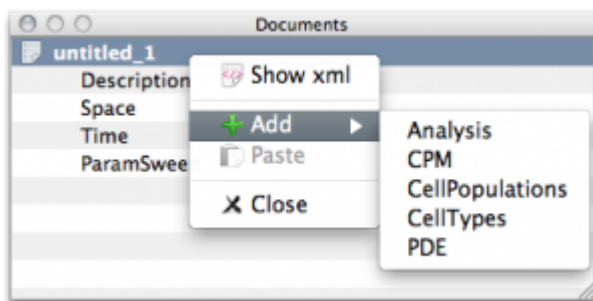 Documents
untitled_1
Description
Space
Time
ParamSwee
Show xml
Add
Paste
Close
Analysis
CPM
CellPopulations
CellTypes
PDE